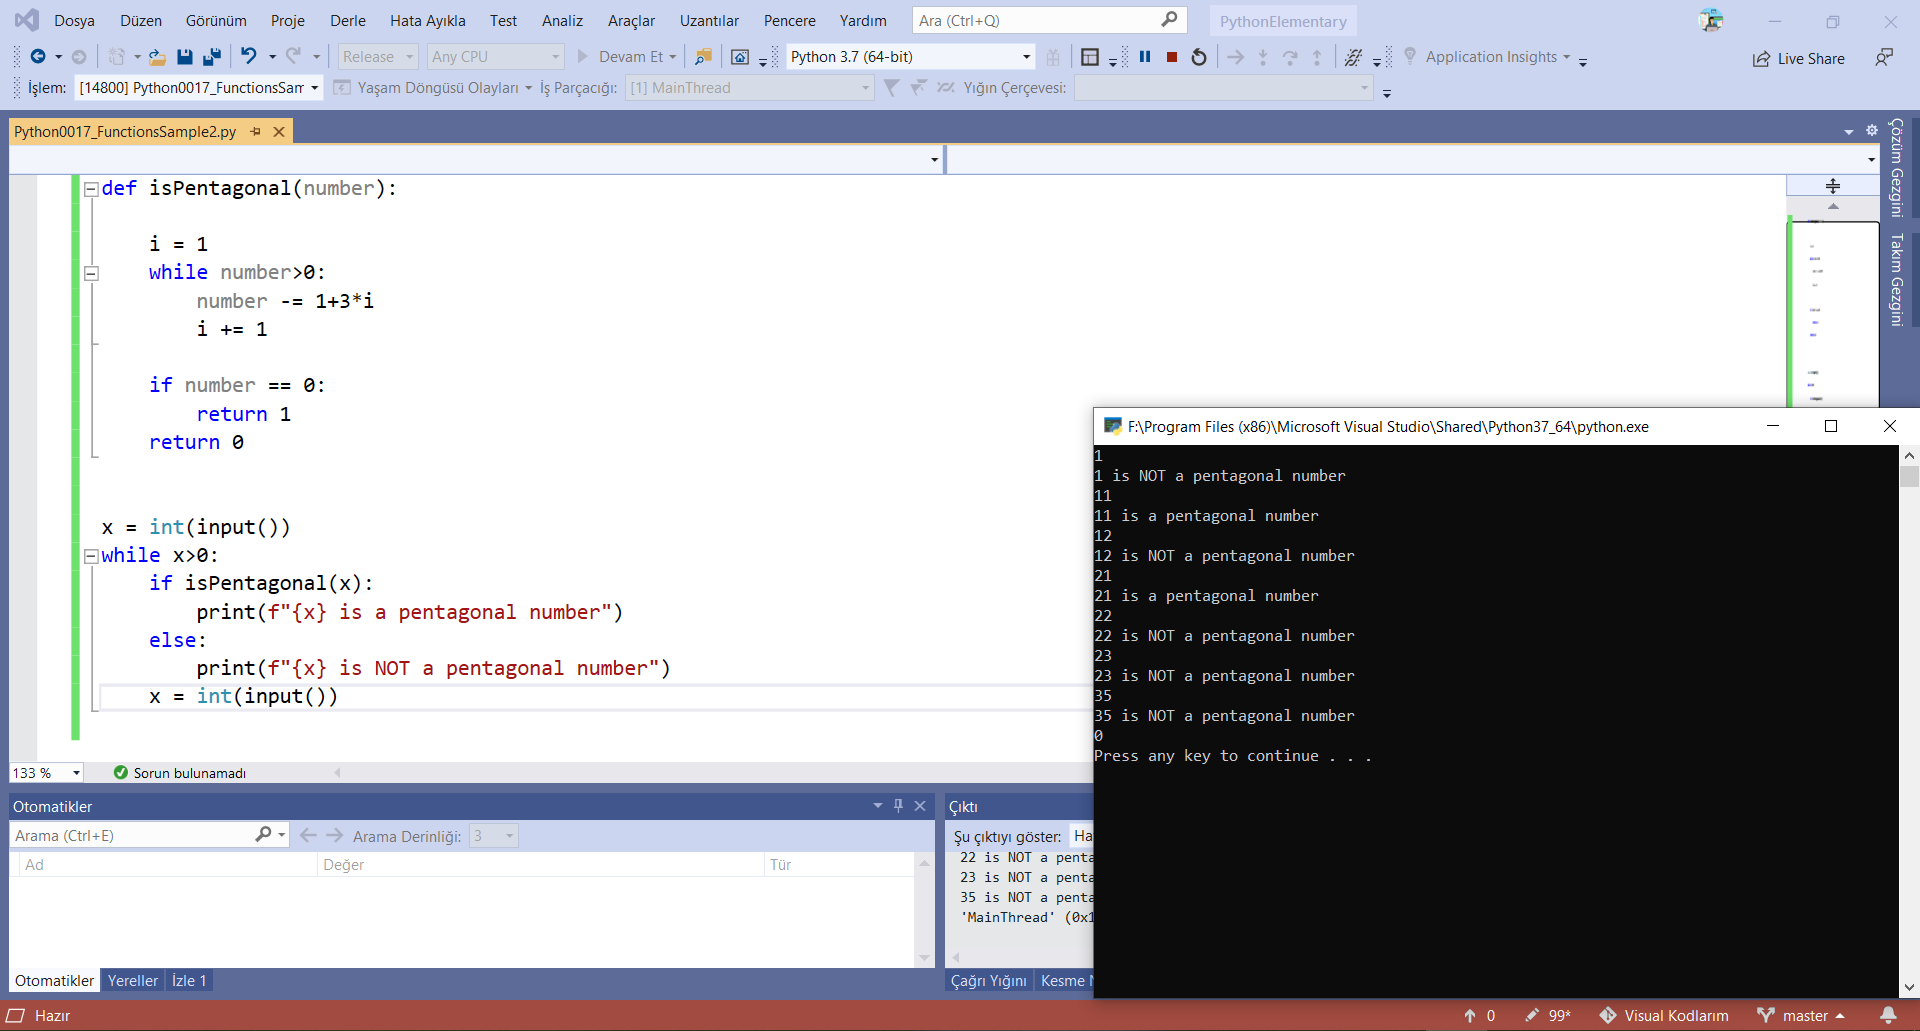 Dosya Düzen Görünüm Proje Derle Hata Ayıkla Test Analiz Araçlar Uzantılar Pencere Yardım Ara (Ctrl+Q) PythonElementary
Release Any CPU Devam Et Python 3.7 (64-bit) Application Insights Live Share
İşlem: [14800] Python0017_FunctionsSam Yaşam Döngüsü Olayları İş Parçacığı: [1] MainThread Yığın Çerçevesi:
Python0017_FunctionsSample2.py
def isPentagonal(number):
i = 1
while number>0:
number -= 1+3*i
i += 1
if number == 0:
return 1
return 0
x = int(input())
while x>0:
if isPentagonal(x):
print(f"{x} is a pentagonal number")
else:
print(f"{x} is NOT a pentagonal number")
x = int(input())
Çözüm Gezgini
Takım Gezgini
F:\Program Files (x86)\Microsoft Visual Studio\Shared\Python37_64\python.exe
1
1 is NOT a pentagonal number
11
11 is a pentagonal number
12
12 is NOT a pentagonal number
21
21 is a pentagonal number
22
22 is NOT a pentagonal number
23
23 is NOT a pentagonal number
35
35 is NOT a pentagonal number
0
Press any key to continue . . .
133 % Sorun bulunamadı
Otomatikler
Arama (Ctrl+E) Arama Derinliği: 3
Ad Değer Tür
Otomatikler Yereller İzle 1
Çıktı
Şu çıktıyı göster: Ha
22 is NOT a penta
23 is NOT a penta
35 is NOT a penta
'MainThread' (0x1
Çağrı Yığını Kesme
Hazır 0 99* Visual Kodlarım master